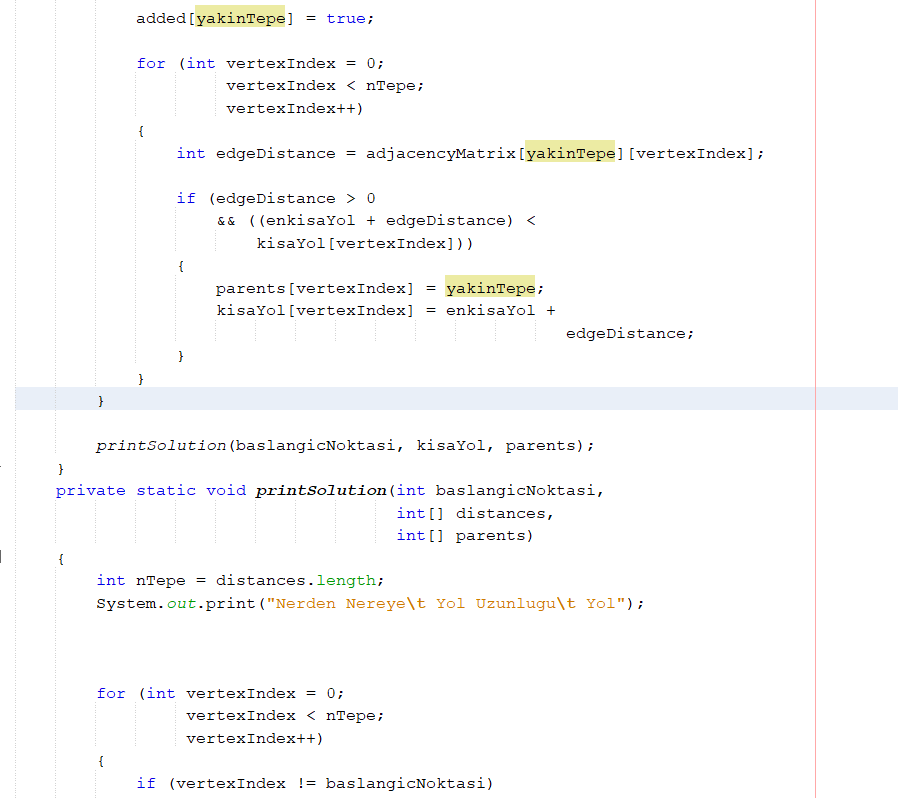 added[yakinTepe] = true;
for (int vertexIndex = 0;
vertexIndex < nTepe;
vertexIndex++)
{
int edgeDistance = adjacencyMatrix[yakinTepe][vertexIndex];
if (edgeDistance > 0
&& ((enkisaYol + edgeDistance) <
kisaYol[vertexIndex]))
{
parents[vertexIndex] = yakinTepe;
kisaYol[vertexIndex] = enkisaYol +
edgeDistance;
}
}
}
printSolution(baslangicNoktasi, kisaYol, parents);
}
private static void printSolution(int baslangicNoktasi,
int[] distances,
int[] parents)
{
int nTepe = distances.length;
System.out.print("Nerden Nereye\t Yol Uzunlugu\t Yol");
for (int vertexIndex = 0;
vertexIndex < nTepe;
vertexIndex++)
{
if (vertexIndex != baslangicNoktasi)